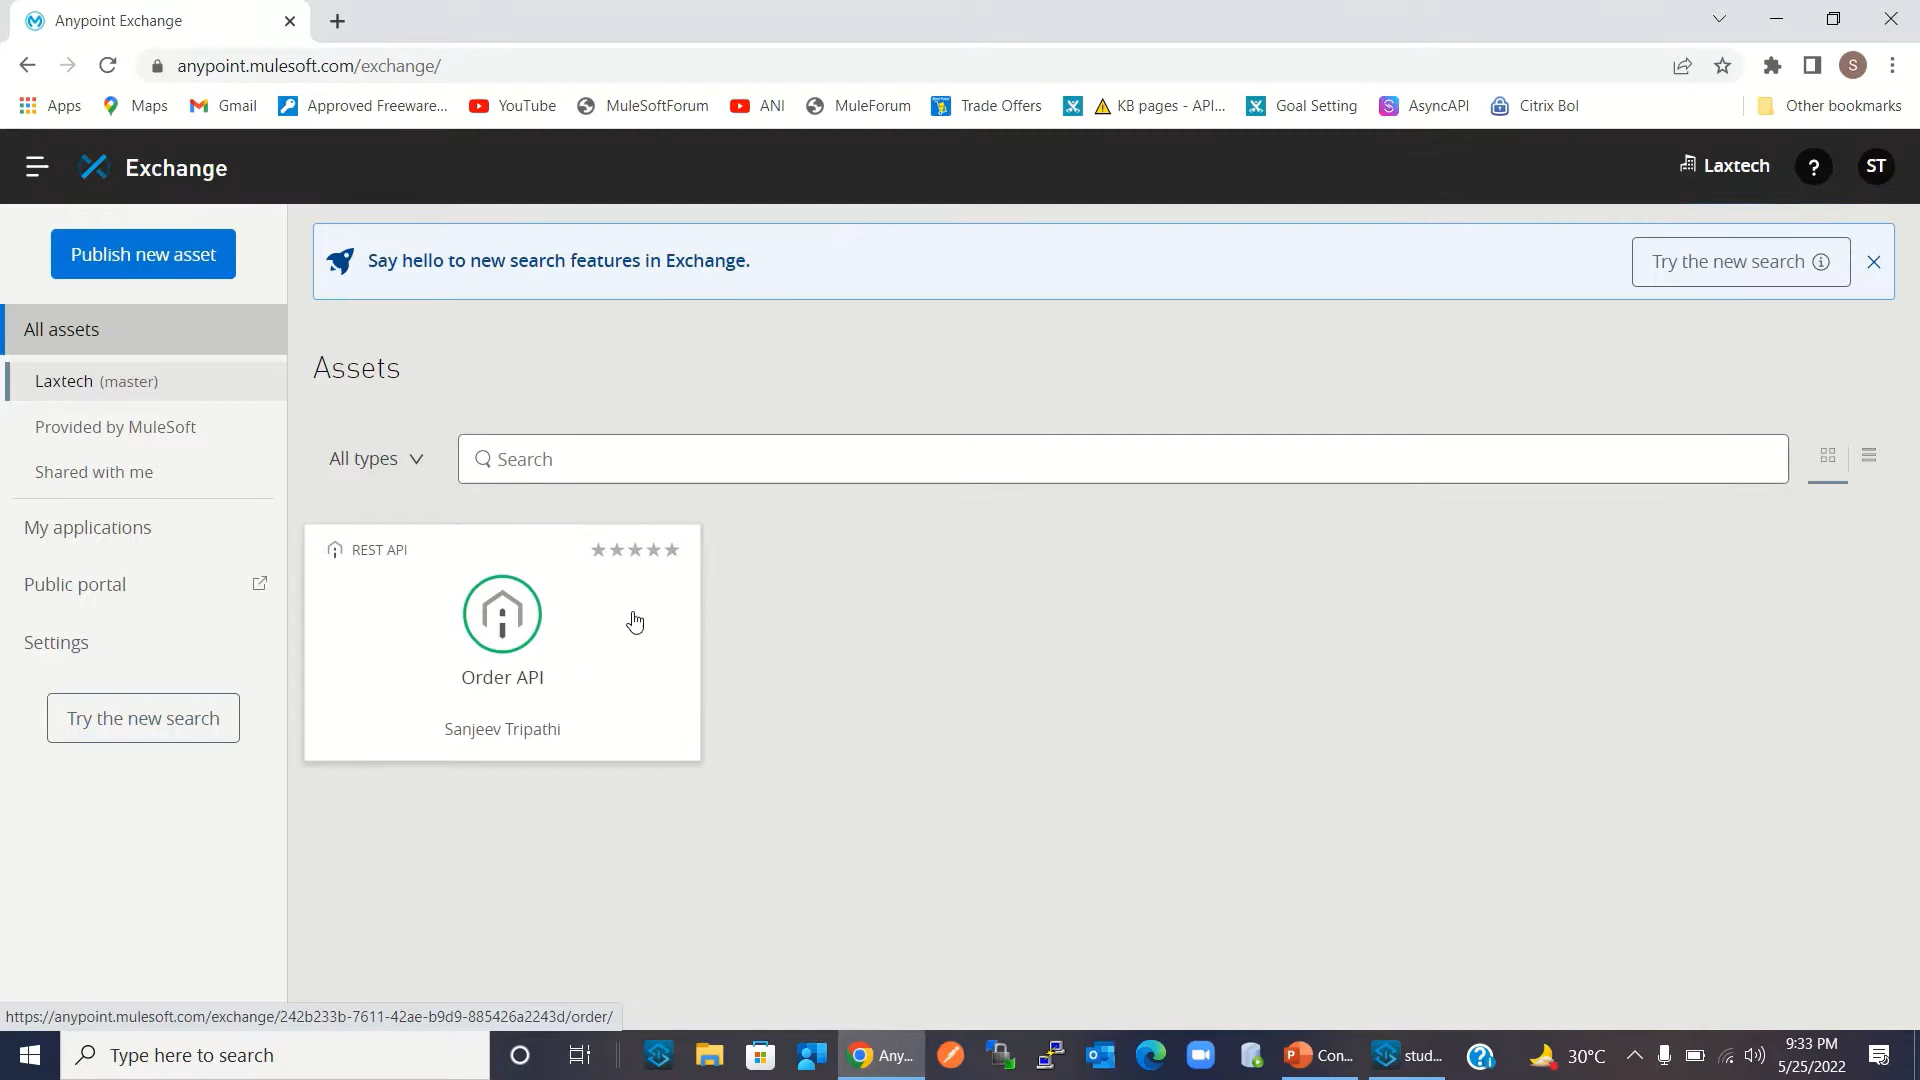 Anypoint Exchange
anypoint.mulesoft.com/exchange/
S
Apps Maps Gmail Approved Freeware... YouTube MuleSoftForum ANI MuleForum Trade Offers KB pages - API... Goal Setting AsyncAPI Citrix Bol Other bookmarks
Exchange
Laxtech
?
ST
Publish new asset
Say hello to new search features in Exchange.
Try the new search
All assets
Laxtech (master)
Provided by MuleSoft
Shared with me
My applications
Public portal
Settings
Try the new search
Assets
All types
Search
REST API
Order API
Sanjeev Tripathi
https://anypoint.mulesoft.com/exchange/242b233b-7611-42ae-b9d9-885426a2243d/order/
Type here to search
Any...
Con...
stud...
30°C
9:33 PM
5/25/2022